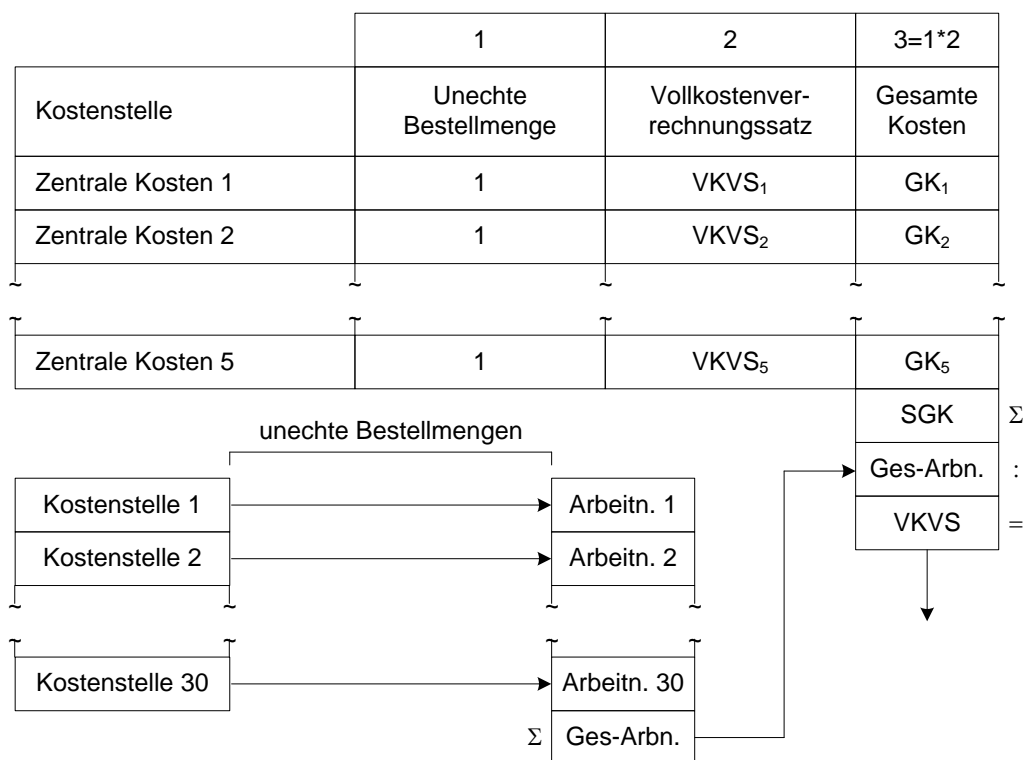 1 2 3=1*2
Kostenstelle Unechte Bestellmenge Vollkostenver-rechnungssatz Gesamte Kosten
Zentrale Kosten 1 1 VKVS₁ GK₁
Zentrale Kosten 2 1 VKVS₂ GK₂
~ ~ ~ ~ ~
~ ~ ~ ~ ~
Zentrale Kosten 5 1 VKVS₅ GK₅
SGK Σ
unechte Bestellmengen
Ges-Arbn. :
Kostenstelle 1 Arbeitn. 1
VKVS =
Kostenstelle 2 Arbeitn. 2
~ ~ ~ ~
~ ~ ~ ~
Kostenstelle 30 Arbeitn. 30
Σ Ges-Arbn.